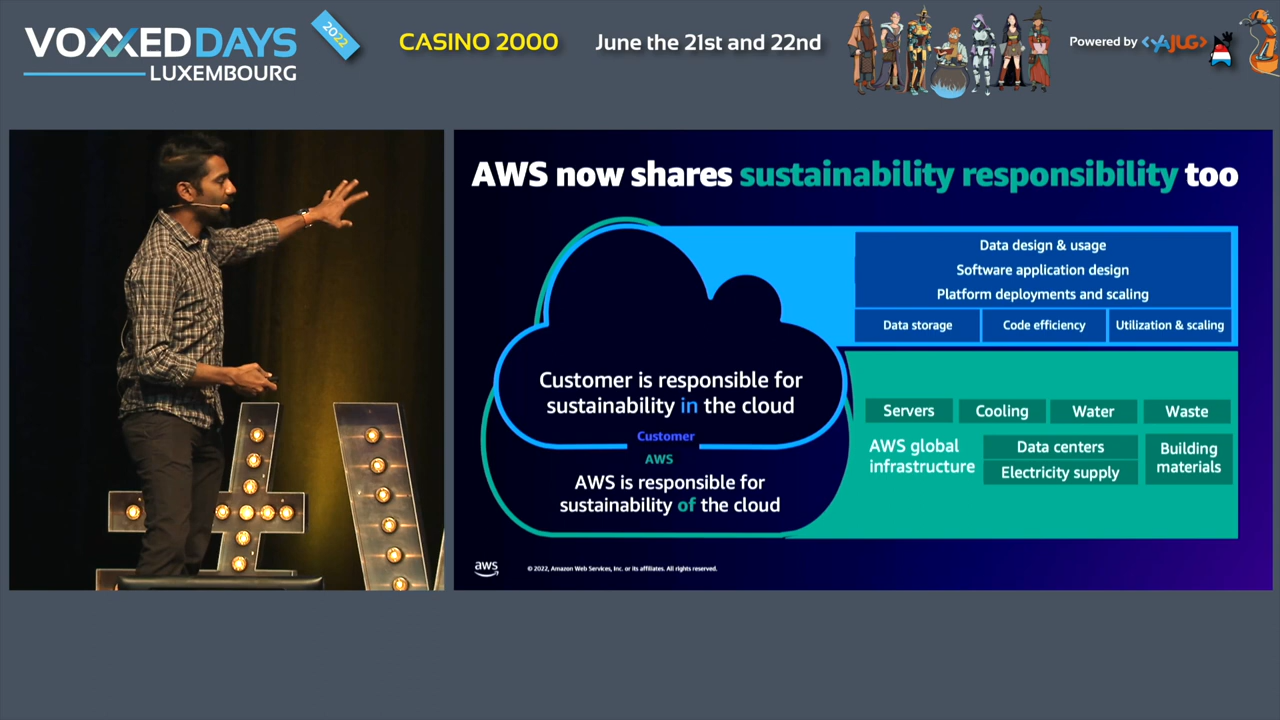 VOXXED DAYS
LUXEMBOURG
2022
CASINO 2000
June the 21st and 22nd
Powered by <YAJUG>
AWS now shares sustainability responsibility too
Data design & usage
Software application design
Platform deployments and scaling
Data storage
Code efficiency
Utilization & scaling
Customer is responsible for
sustainability in the cloud
Customer
AWS
AWS is responsible for
sustainability of the cloud
Servers
Cooling
Water
Waste
AWS global
infrastructure
Data centers
Electricity supply
Building
materials
aws
© 2022, Amazon Web Services, Inc. or its affiliates. All rights reserved.